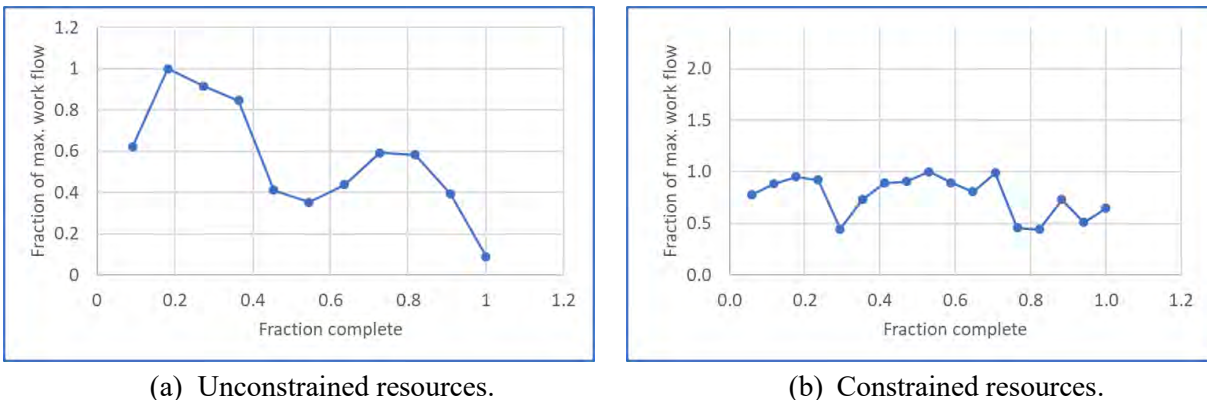 1.2
1
0.8
0.6
0.4
0.2
0
Fraction of max. work flow
0 0.2 0.4 0.6 0.8 1 1.2
Fraction complete
(a) Unconstrained resources.
2.0
1.5
1.0
0.5
0.0
Fraction of max. work flow
0.0 0.2 0.4 0.6 0.8 1.0 1.2
Fraction complete
(b) Constrained resources.